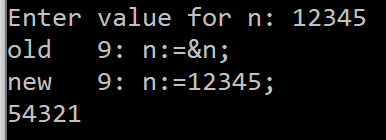 Enter value for n: 12345
old   9: n:=&n;
new   9: n:=12345;
54321